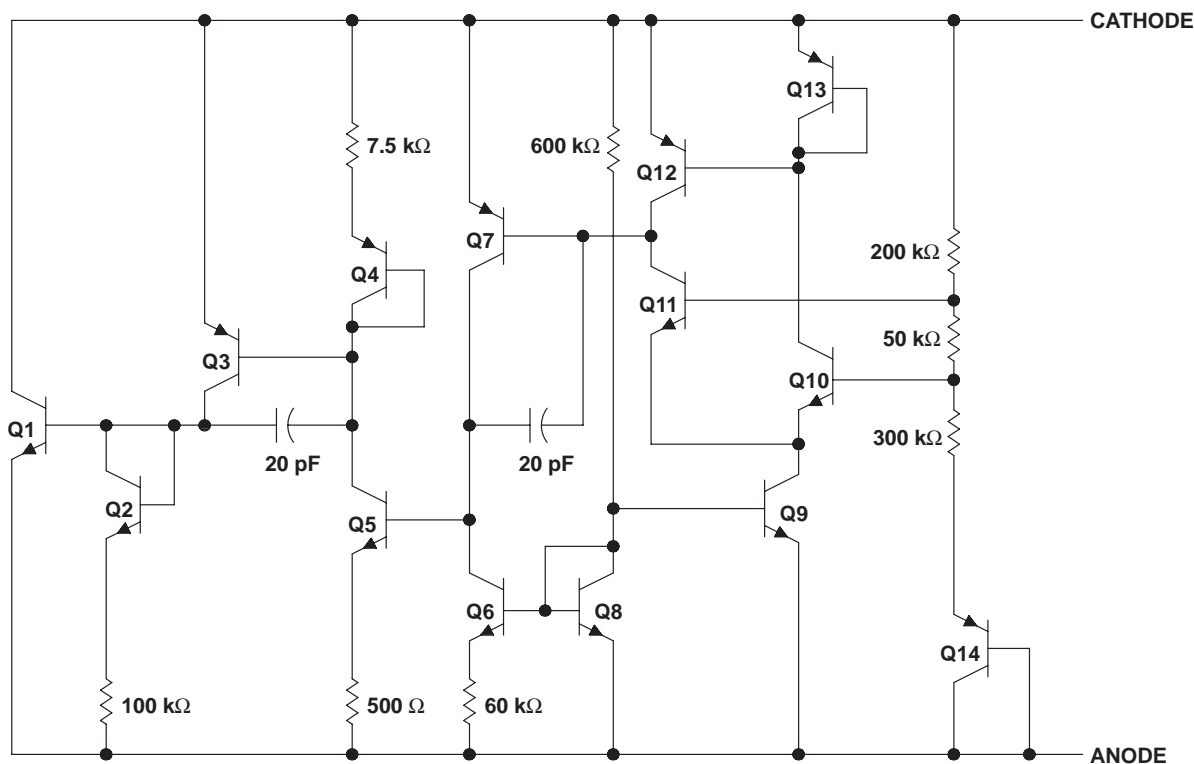 CATHODE
Q13
7.5 kΩ
600 kΩ
Q12
Q7
200 kΩ
Q4
Q11
50 kΩ
Q3
Q10
Q1
300 kΩ
20 pF
20 pF
Q2
Q5
Q9
Q6
Q8
Q14
100 kΩ
500 Ω
60 kΩ
ANODE